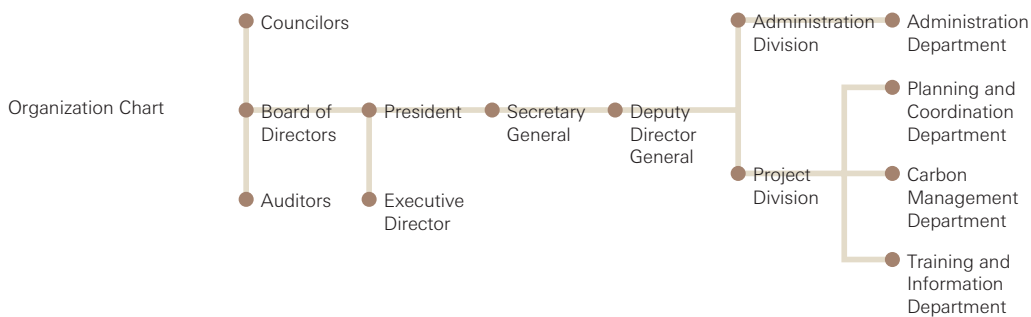 Organization Chart
Councilors
Board of
Directors
Auditors
President
Executive
Director
Secretary
General
Deputy
Director
General
Administration
Division
Project
Division
Administration
Department
Planning and
Coordination
Department
Carbon
Management
Department
Training and
Information
Department